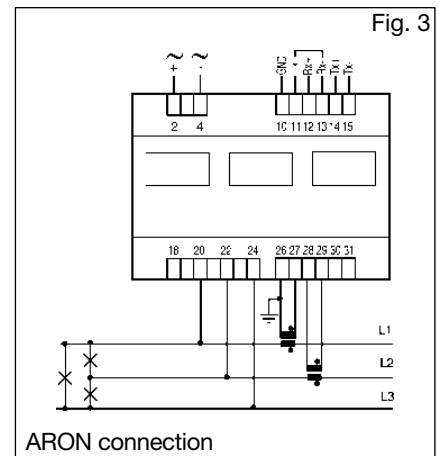 Fig. 3
+ -
GND * Rx+ Rx- Tx+ Tx-
2 4 10 11 12 13 14 15
18 20 22 24 26 27 28 29 30 31
L1
L2
L3
ARON connection